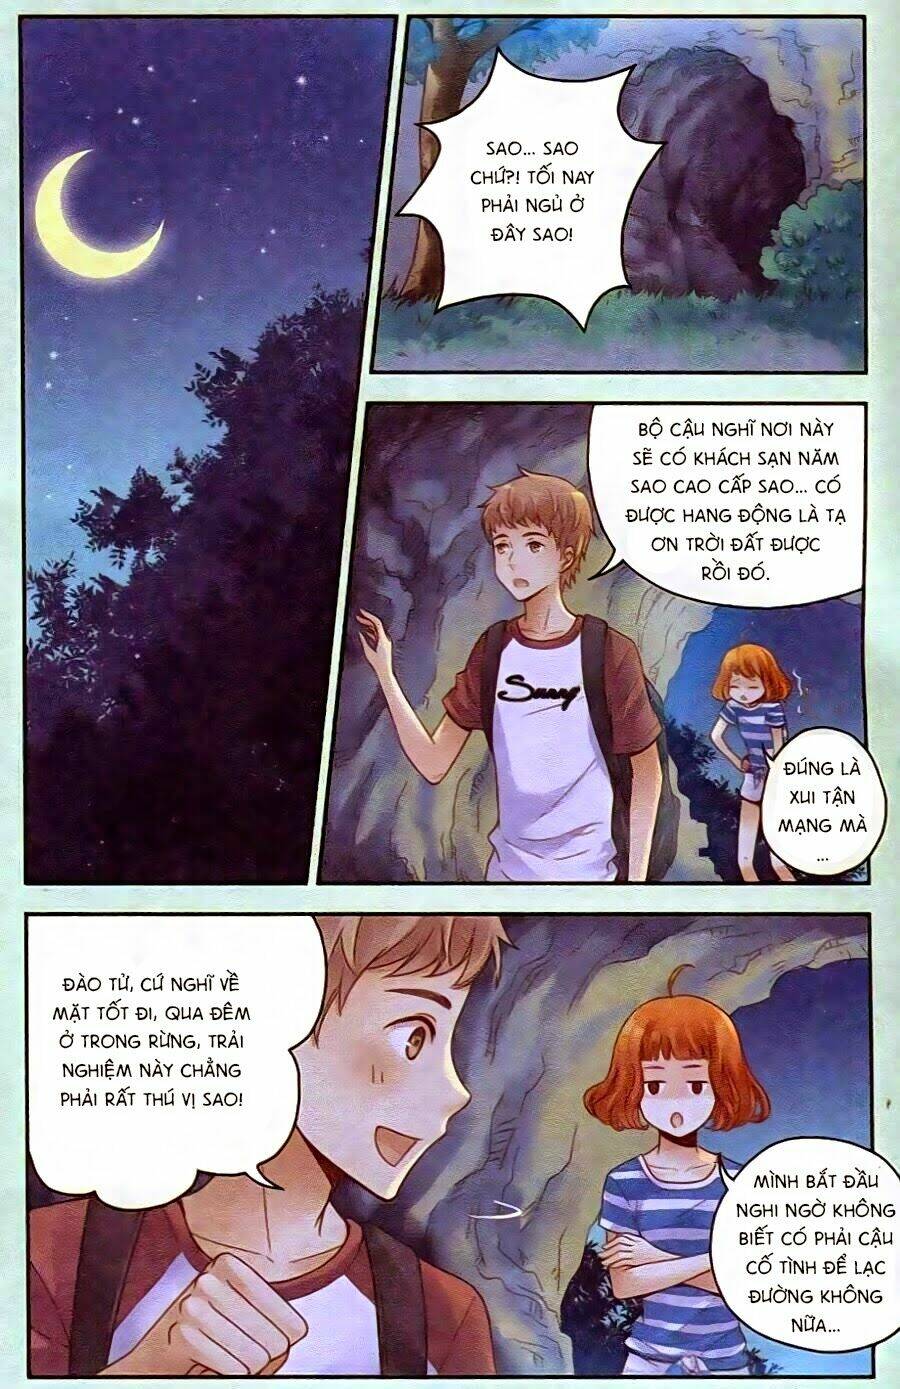 SAO... SAO
CHỨ?! TỐI NAY
PHẢI NGỦ Ở
ĐÂY SAO!
BỘ CẬU NGHĨ NƠI NÀY
SẼ CÓ KHÁCH SẠN NĂM
SAO CAO CẤP SAO... CÓ
ĐƯỢC HANG ĐỘNG LÀ TẠ
ƠN TRỜI ĐẤT ĐƯỢC
RỒI ĐÓ.
Sunny
ĐÚNG LÀ
XUI TẬN
MẠNG MÀ
...
ĐÀO TỬ, CỨ NGHĨ VỀ
MẶT TỐT ĐI, QUA ĐÊM
Ở TRONG RỪNG, TRẢI
NGHIỆM NÀY CHẲNG
PHẢI RẤT THÚ VỊ SAO!
MÌNH BẮT ĐẦU
NGHI NGỜ KHÔNG
BIẾT CÓ PHẢI CẬU
CỐ TÌNH ĐỂ LẠC
ĐƯỜNG KHÔNG
NỮA...